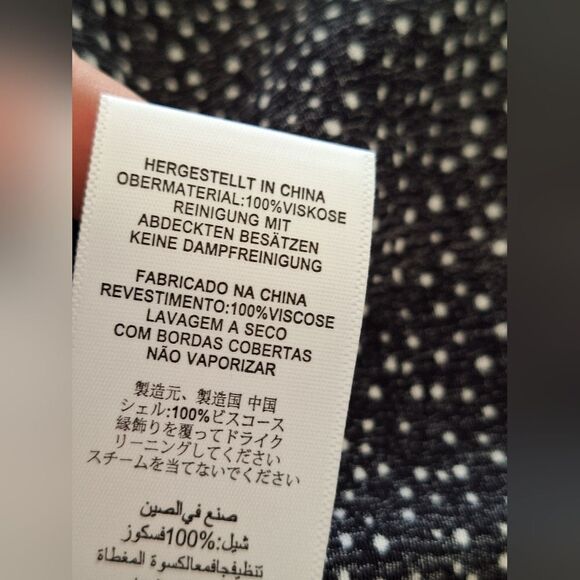 HERGESTELLT IN CHINA
OBERMATERIAL:100%VISKOSE
REINIGUNG MIT
ABDECKTEN BESÄTZEN
KEINE DAMPFREINIGUNG
FABRICADO NA CHINA
REVESTIMENTO:100%VISCOSE
LAVAGEM A SECO
COM BORDAS COBERTAS
NÃO VAPORIZAR
製造元、製造国 中国
シェル:100%ビスコース
縁飾りを覆ってドライク
リーニングしてください
スチームを当てないでください
صنع في الصين
شيل:100%فسكوز
تنظيفجافمعالكسوة المغطاة